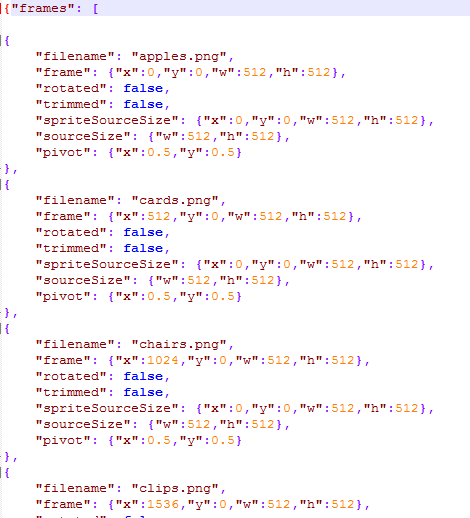 {"frames": [
{
"filename": "apples.png",
"frame": {"x":0,"y":0,"w":512,"h":512},
"rotated": false,
"trimmed": false,
"spriteSourceSize": {"x":0,"y":0,"w":512,"h":512},
"sourceSize": {"w":512,"h":512},
"pivot": {"x":0.5,"y":0.5}
},
{
"filename": "cards.png",
"frame": {"x":512,"y":0,"w":512,"h":512},
"rotated": false,
"trimmed": false,
"spriteSourceSize": {"x":0,"y":0,"w":512,"h":512},
"sourceSize": {"w":512,"h":512},
"pivot": {"x":0.5,"y":0.5}
},
{
"filename": "chairs.png",
"frame": {"x":1024,"y":0,"w":512,"h":512},
"rotated": false,
"trimmed": false,
"spriteSourceSize": {"x":0,"y":0,"w":512,"h":512},
"sourceSize": {"w":512,"h":512},
"pivot": {"x":0.5,"y":0.5}
},
{
"filename": "clips.png",
"frame": {"x":1536,"y":0,"w":512,"h":512},